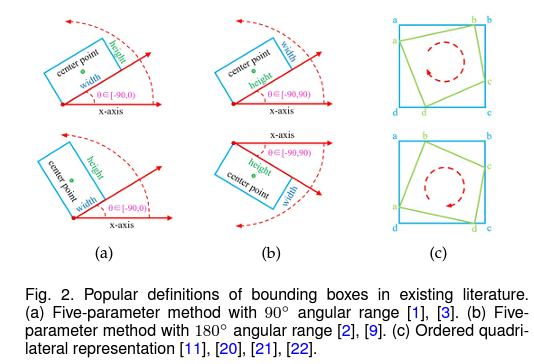 center point
height
width
θ∈[-90,0)
x-axis
center point
width
height
θ∈[-90,90)
x-axis
a
b
b
a
c
d
d
c
center point
height
width
θ∈[-90,0)
x-axis
x-axis
θ∈[-90,90)
height
center point
width
a
b
b
c
a
d
d
c
(a)
(b)
(c)
Fig. 2. Popular definitions of bounding boxes in existing literature.
(a) Five-parameter method with 90° angular range [1], [3]. (b) Five-
parameter method with 180° angular range [2], [9]. (c) Ordered quadri-
lateral representation [11], [20], [21], [22].